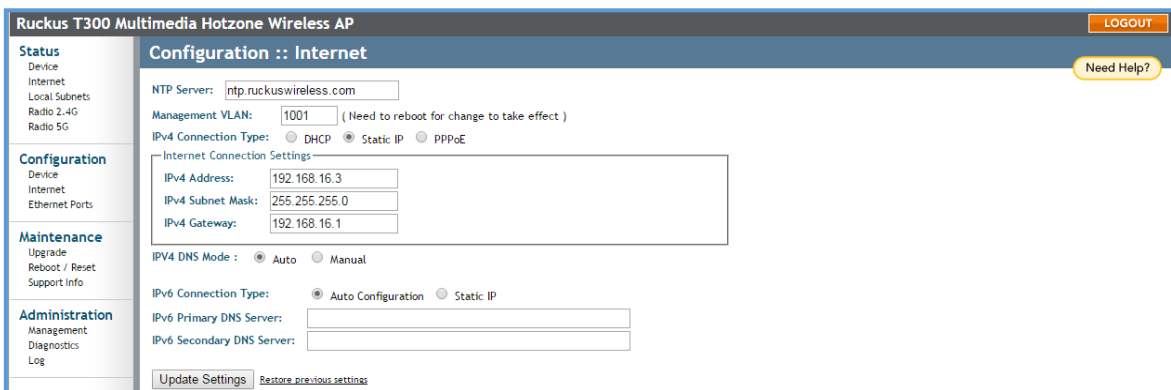 Ruckus T300 Multimedia Hotzone Wireless AP
LOGOUT
Status
Device
Internet
Local Subnets
Radio 2.4G
Radio 5G
Configuration
Device
Internet
Ethernet Ports
Maintenance
Upgrade
Reboot / Reset
Support Info
Administration
Management
Diagnostics
Log
Configuration :: Internet
Need Help?
NTP Server: ntp.ruckuswireless.com
Management VLAN: 1001 ( Need to reboot for change to take effect )
IPv4 Connection Type: DHCP Static IP PPPoE
Internet Connection Settings
IPv4 Address: 192.168.16.3
IPv4 Subnet Mask: 255.255.255.0
IPv4 Gateway: 192.168.16.1
IPV4 DNS Mode : Auto Manual
IPv6 Connection Type: Auto Configuration Static IP
IPv6 Primary DNS Server:
IPv6 Secondary DNS Server:
Update Settings Restore previous settings